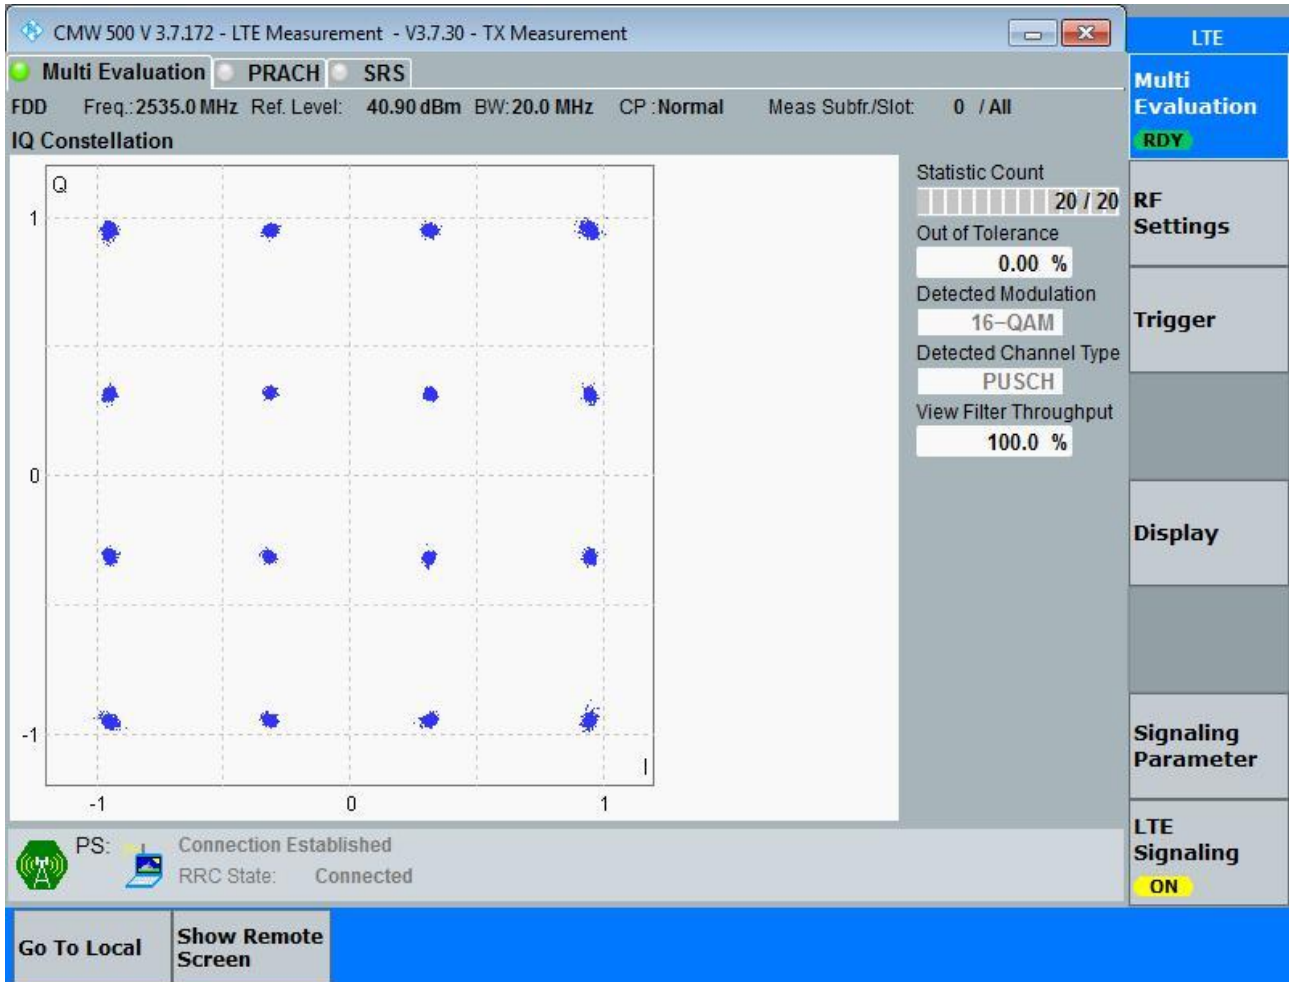 CMW 500 V 3.7.172 - LTE Measurement - V3.7.30 - TX Measurement
LTE
Multi Evaluation PRACH SRS
FDD Freq.: 2535.0 MHz Ref. Level: 40.90 dBm BW: 20.0 MHz CP : Normal Meas Subfr./Slot: 0 / All
IQ Constellation
Q
1
0
-1
I
-1 0 1
Statistic Count
20 / 20
Out of Tolerance
0.00 %
Detected Modulation
16-QAM
Detected Channel Type
PUSCH
View Filter Throughput
100.0 %
Multi
Evaluation
RDY
RF
Settings
Trigger
Display
Signaling
Parameter
LTE
Signaling
ON
PS: Connection Established
RRC State: Connected
Go To Local
Show Remote
Screen